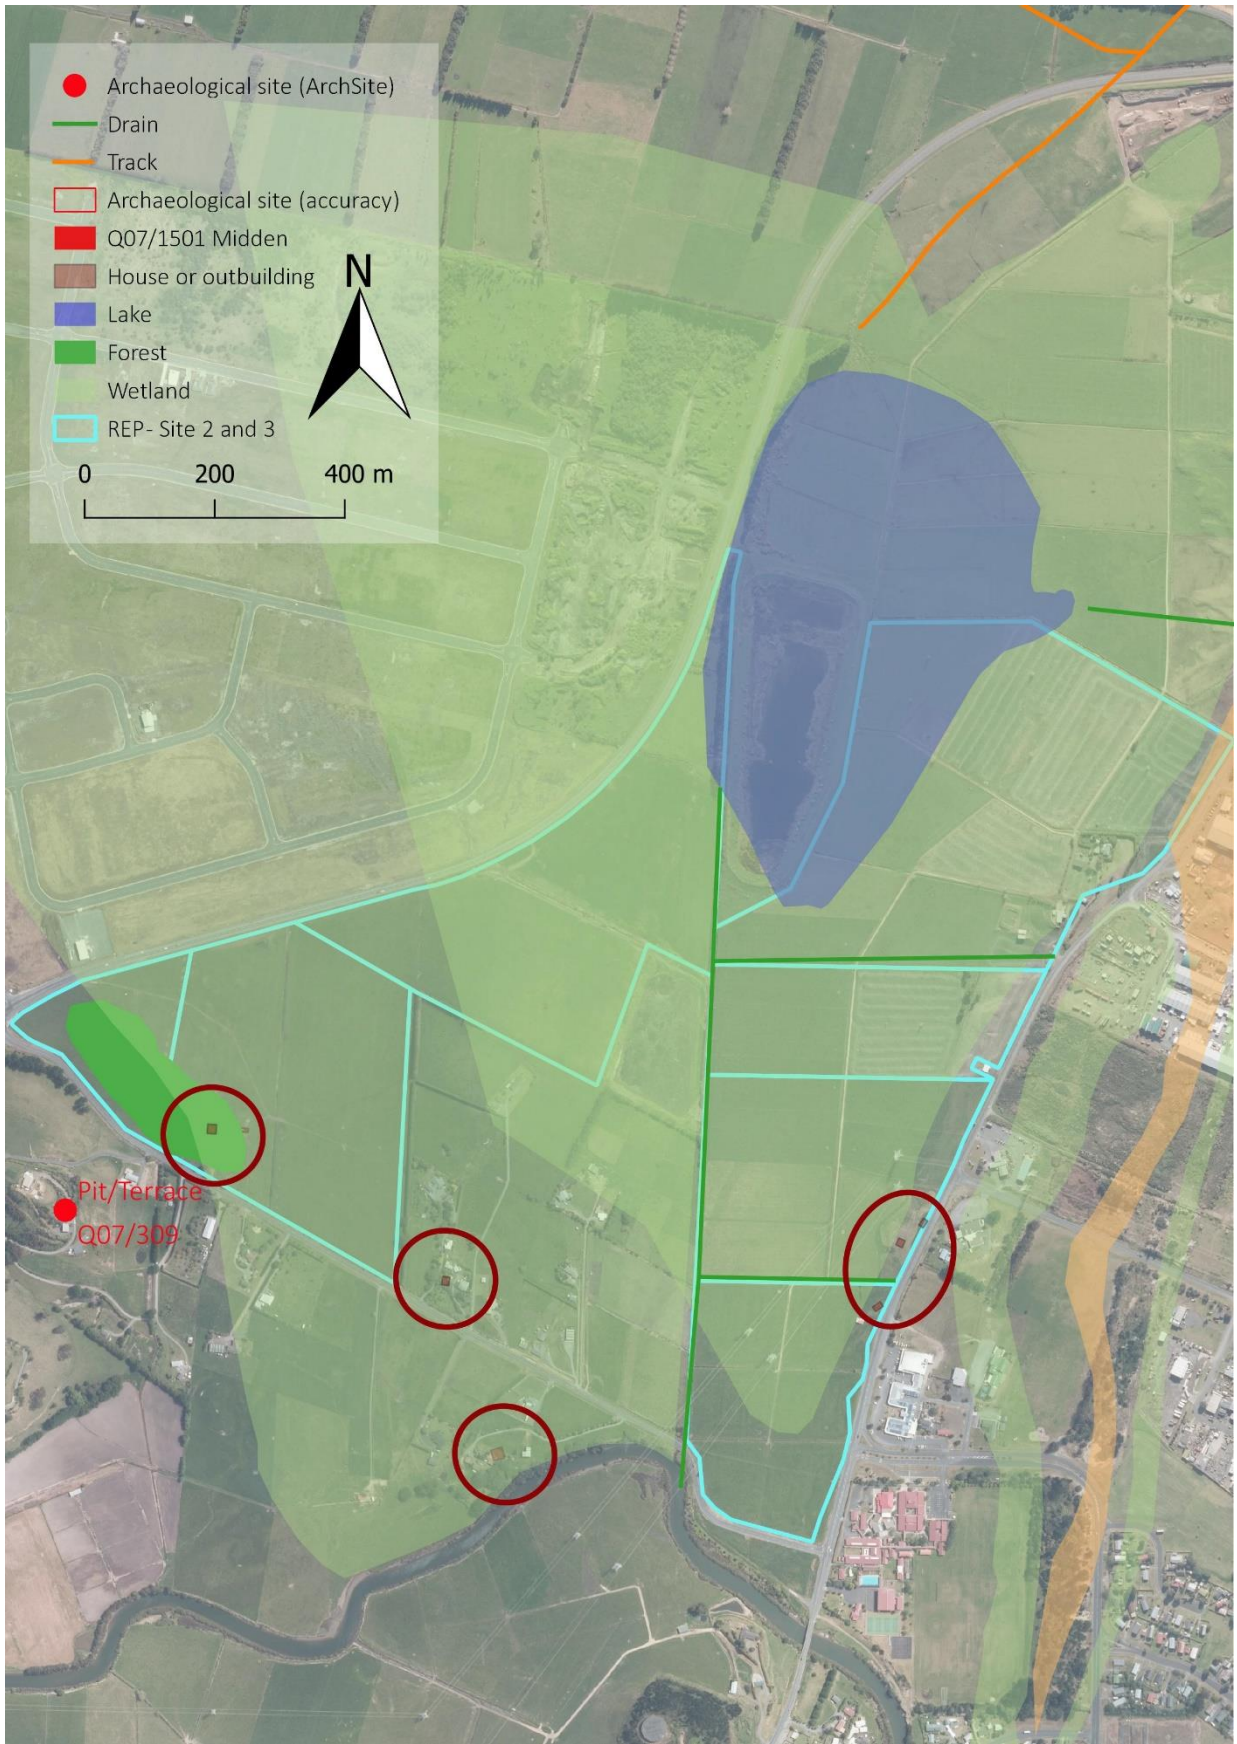 Archaeological site (ArchSite)
Drain
Track
Archaeological site (accuracy)
Q07/1501 Midden
House or outbuilding
Lake
Forest
Wetland
REP- Site 2 and 3
N
0 200 400 m
Pit/Terrace
Q07/309